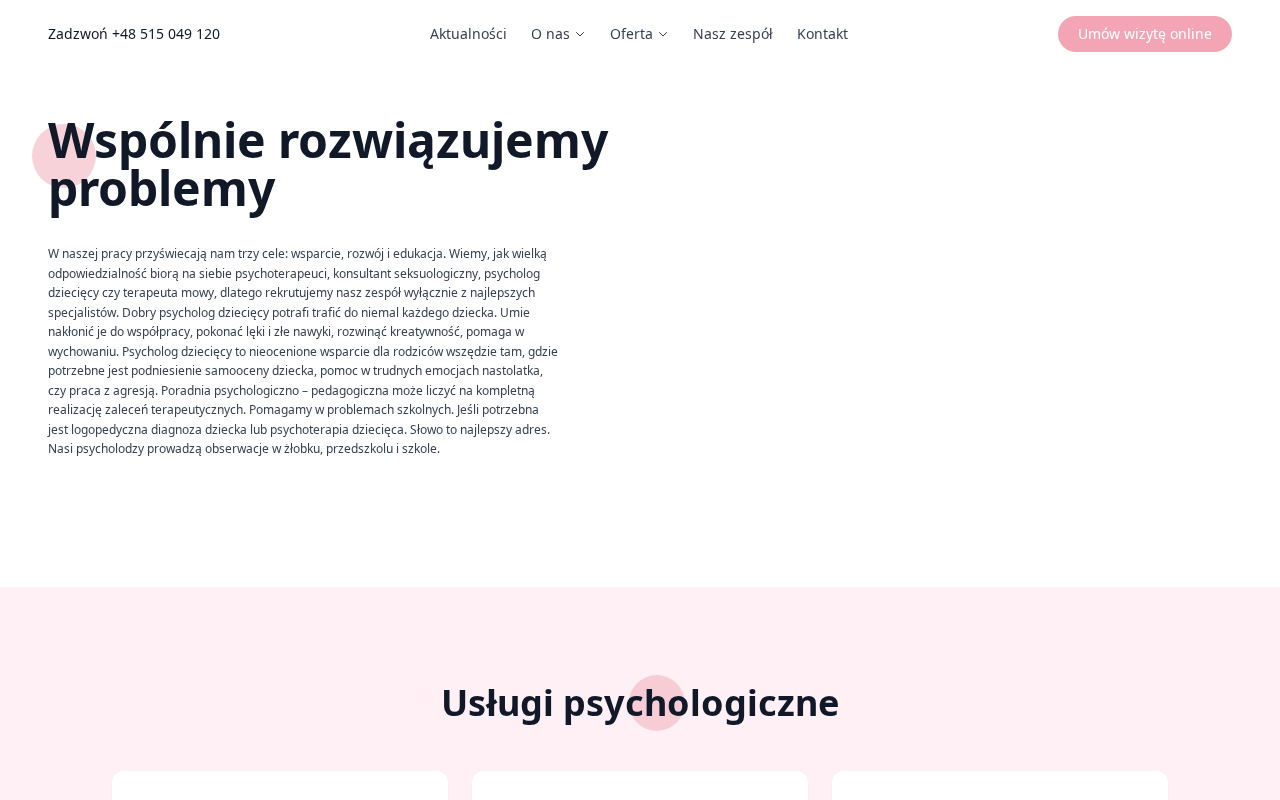 Zadzwoń +48 515 049 120
Aktualności
O nas
Oferta
Nasz zespół
Kontakt
Umów wizytę online
Wspólnie rozwiązujemy
problemy
W naszej pracy przyświecają nam trzy cele: wsparcie, rozwój i edukacja. Wiemy, jak wielką
odpowiedzialność biorą na siebie psychoterapeuci, konsultant seksuologiczny, psycholog
dziecięcy czy terapeuta mowy, dlatego rekrutujemy nasz zespół wyłącznie z najlepszych
specjalistów. Dobry psycholog dziecięcy potrafi trafić do niemal każdego dziecka. Umie
nakłonić je do współpracy, pokonać lęki i złe nawyki, rozwinąć kreatywność, pomaga w
wychowaniu. Psycholog dziecięcy to nieocenione wsparcie dla rodziców wszędzie tam, gdzie
potrzebne jest podniesienie samooceny dziecka, pomoc w trudnych emocjach nastolatka,
czy praca z agresją. Poradnia psychologiczno – pedagogiczna może liczyć na kompletną
realizację zaleceń terapeutycznych. Pomagamy w problemach szkolnych. Jeśli potrzebna
jest logopedyczna diagnoza dziecka lub psychoterapia dziecięca. Słowo to najlepszy adres.
Nasi psycholodzy prowadzą obserwacje w żłobku, przedszkolu i szkole.
Usługi psychologiczne